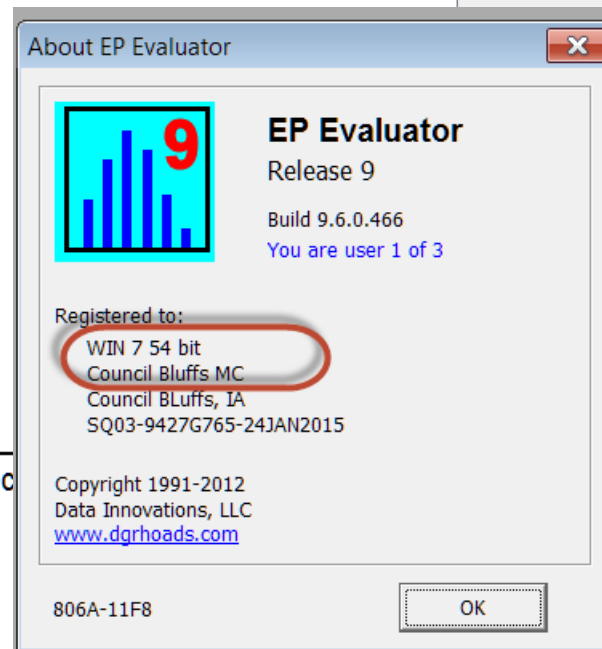 About EP Evaluator
9
EP Evaluator
Release 9
Build 9.6.0.466
You are user 1 of 3
Registered to:
WIN 7 54 bit
Council Bluffs MC
Council BLuffs, IA
SQ03-9427G765-24JAN2015
Copyright 1991-2012
Data Innovations, LLC
www.dgrhoads.com
806A-11F8
OK